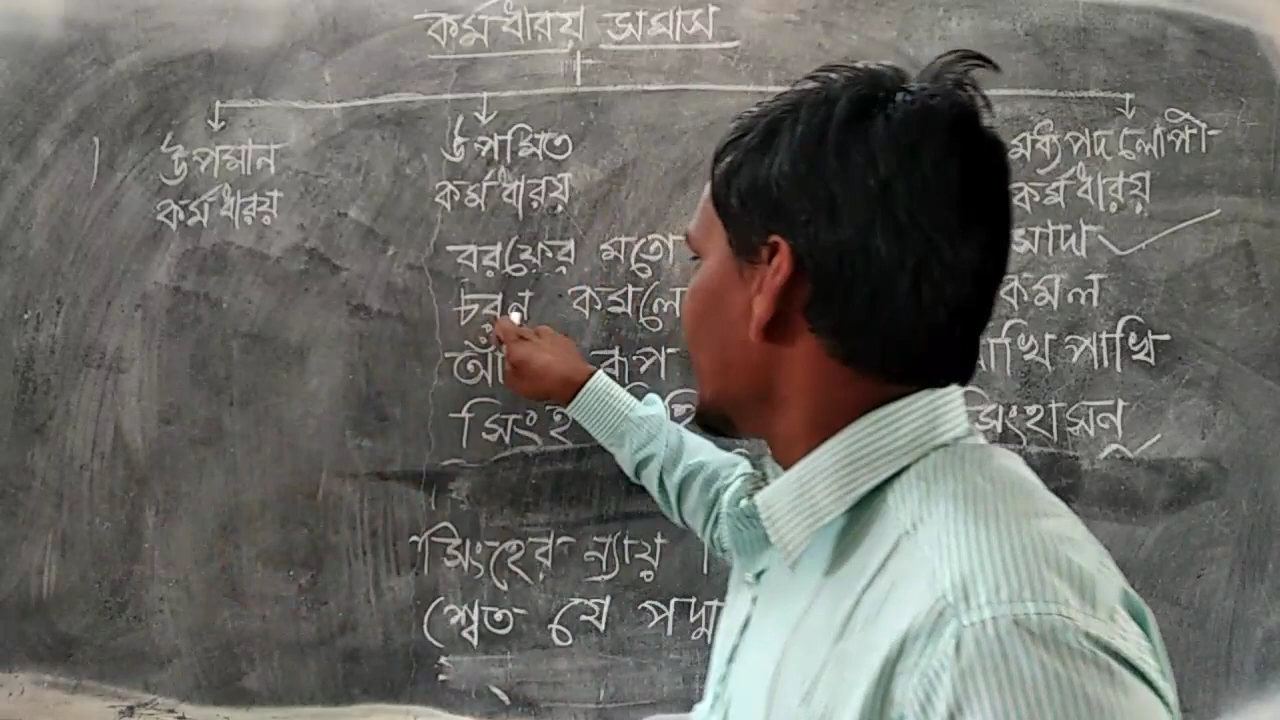 কর্মধারয় সমাস
উপমান উপমিত মধ্যপদলোপী
কর্মধারয় কর্মধারয় কর্মধারয়
বরফের মতো সাদা
চরন কমলে কমল
রূপ পাখি
সিংহাসন
সিংহের ন্যায়
শ্বেত যে পদ্ম